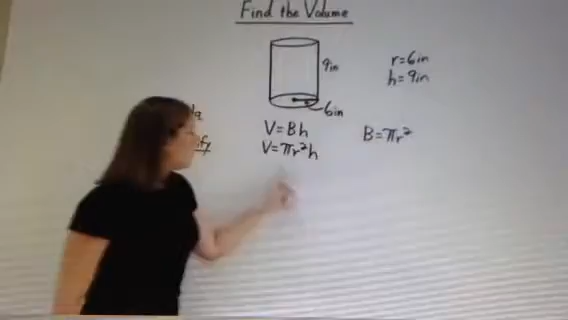 Find the Volume
9in
r=6in
h=9in
6in
V=Bh
B=πr²
V=πr²h